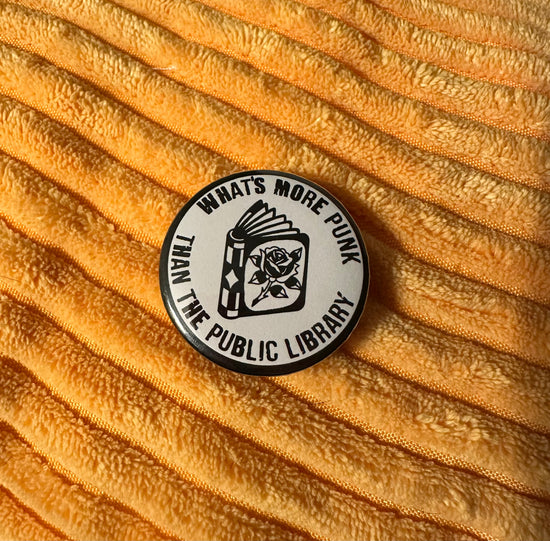 WHAT'S MORE PUNK
THAN THE PUBLIC LIBRARY